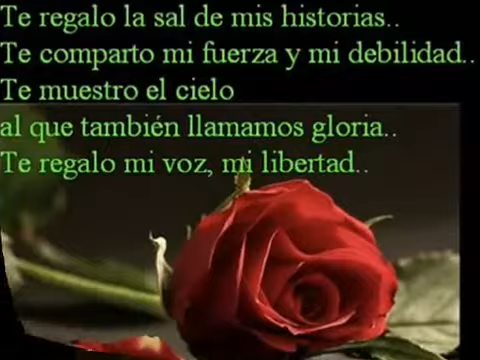 Te regalo la sal de mis historias..
Te comparto mi fuerza y mi debilidad..
Te muestro el cielo
al que también llamamos gloria..
Te regalo mi voz, mi libertad..